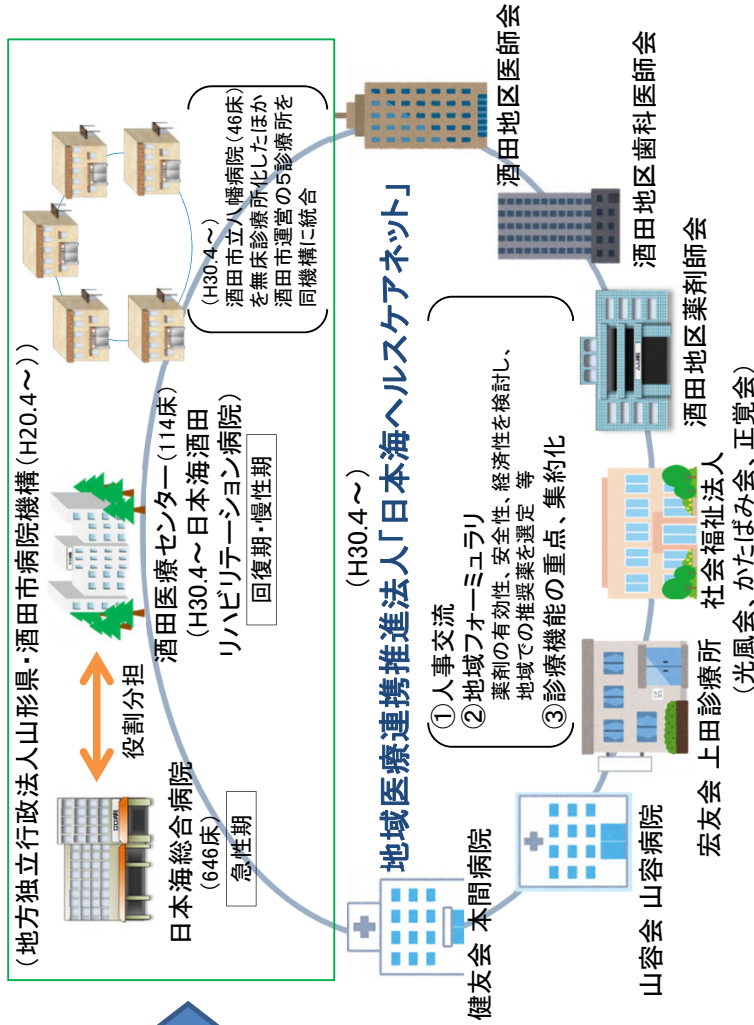 (地方独立行政法人山形県・酒田市病院機構(H20.4～))
日本海総合病院
(646床)
急性期
役割分担
酒田医療センター(114床)
(H30.4～日本海酒田
リハビリテーション病院)
回復期・慢性期
(H30.4～)
酒田市立八幡病院(46床)
を無床診療所化したほか
酒田市運営の5診療所を
同機構に統合
(H30.4～)
地域医療連携推進法人「日本海ヘルスケアネット」
①人事交流
②地域フォーミュラリ
薬剤の有効性、安全性、経済性を検討し、
地域での推奨薬を選定 等
③診療機能の重点、集約化
健友会 本間病院
山容会 山容病院
宏友会 上田診療所
社会福祉法人
(光風会、かたばみ会、正覚会)
酒田地区薬剤師会
酒田地区歯科医師会
酒田地区医師会